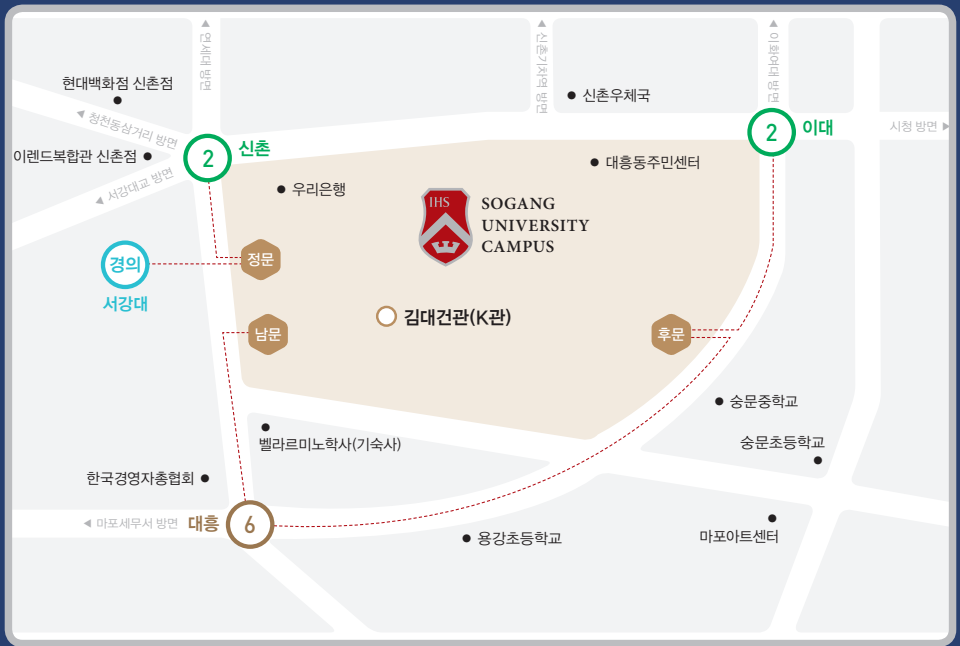 ▲ 연세대 방면
▲ 신촌기차역 방면
▲ 이화여대 방면
현대백화점 신촌점
신촌우체국
◀ 청천동삼거리 방면
2
신촌
2
이대
시청 방면 ▶
이렌드복합관 신촌점
대흥동주민센터
◀ 서강대교 방면
우리은행
IHS
SOGANG
UNIVERSITY
CAMPUS
경의
서강대
정문
김대건관(K관)
남문
후문
숭문중학교
벨라르미노학사(기숙사)
숭문초등학교
한국경영자총협회
◀ 마포세무서 방면
대흥
6
용강초등학교
마포아트센터